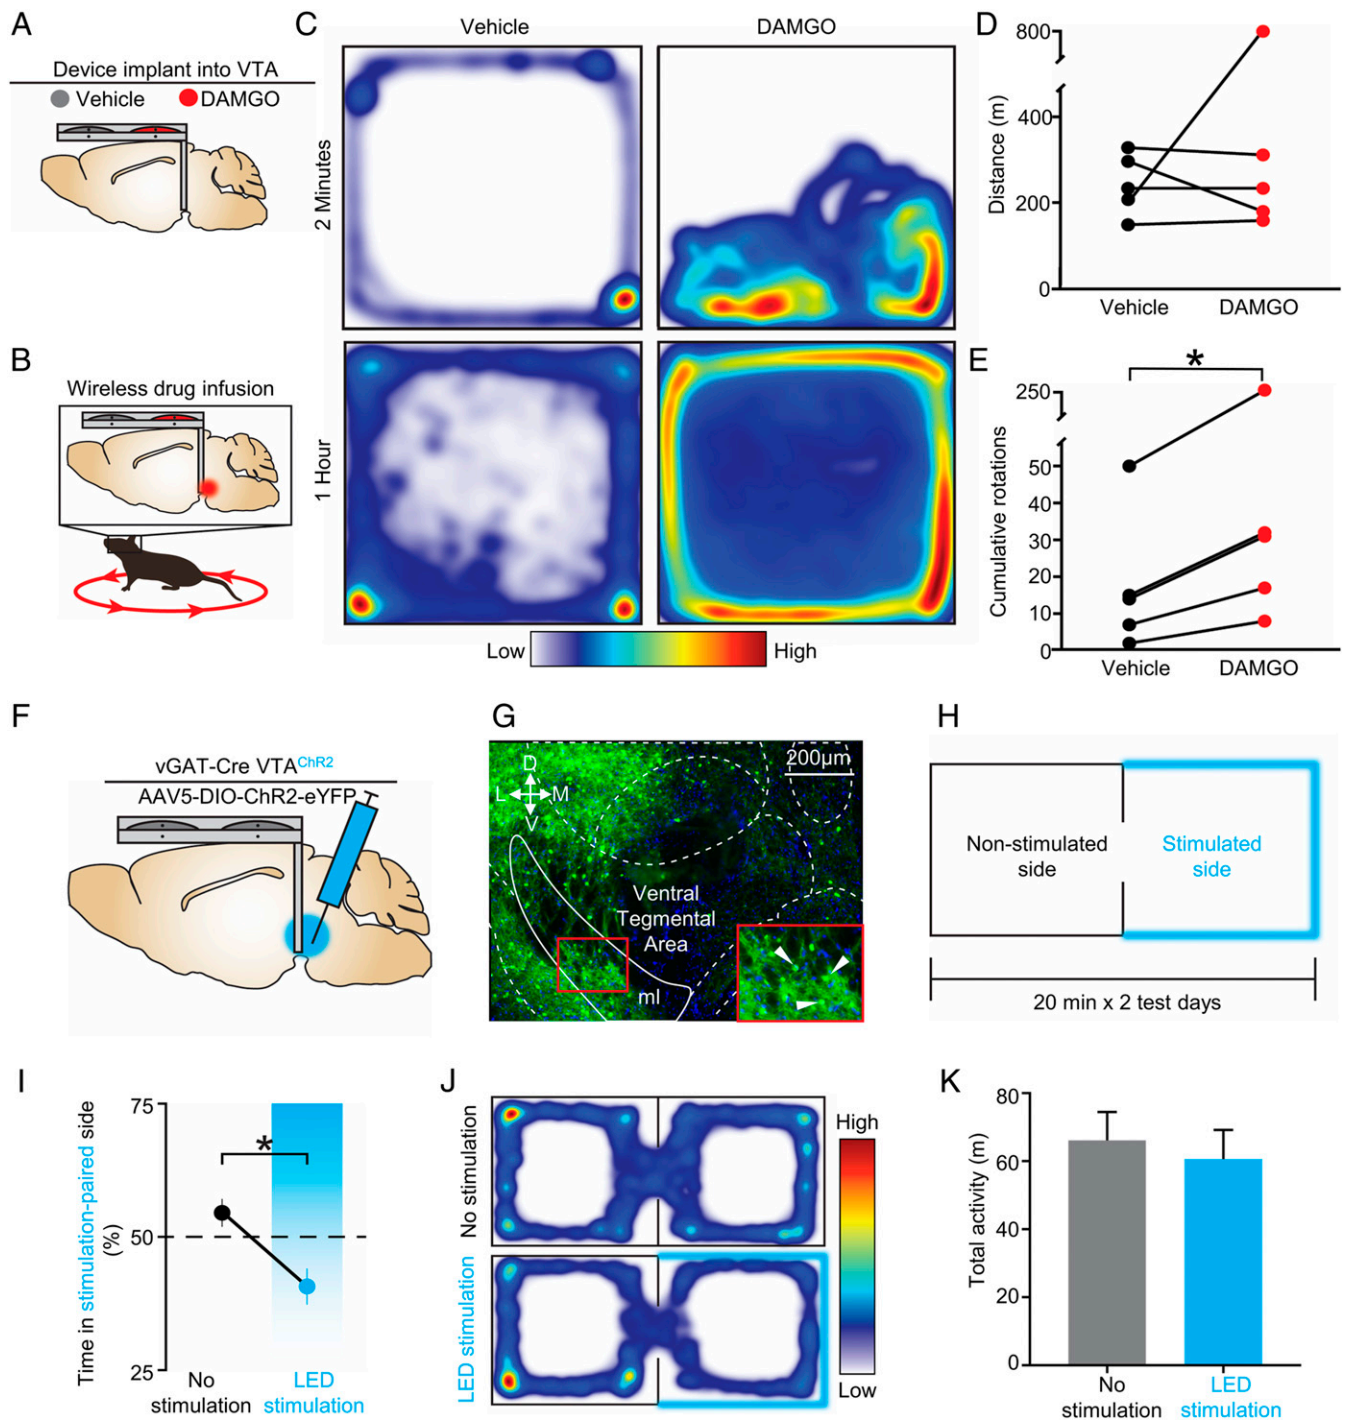 A
Device implant into VTA
Vehicle
DAMGO
B
Wireless drug infusion
C
Vehicle
DAMGO
2 Minutes
1 Hour
Low
High
D
Distance (m)
800
400
200
0
Vehicle
DAMGO
E
*
Cumulative rotations
250
50
40
30
20
10
0
Vehicle
DAMGO
F
vGAT-Cre VTAChR2
AAV5-DIO-ChR2-eYFP
G
D
L
M
V
200µm
Ventral
Tegmental
Area
ml
H
Non-stimulated
side
Stimulated
side
20 min x 2 test days
I
Time in stimulation-paired side
(%)
75
50
25
*
No
stimulation
LED
stimulation
J
No stimulation
LED stimulation
High
Low
K
Total activity (m)
80
60
40
20
0
No
stimulation
LED
stimulation